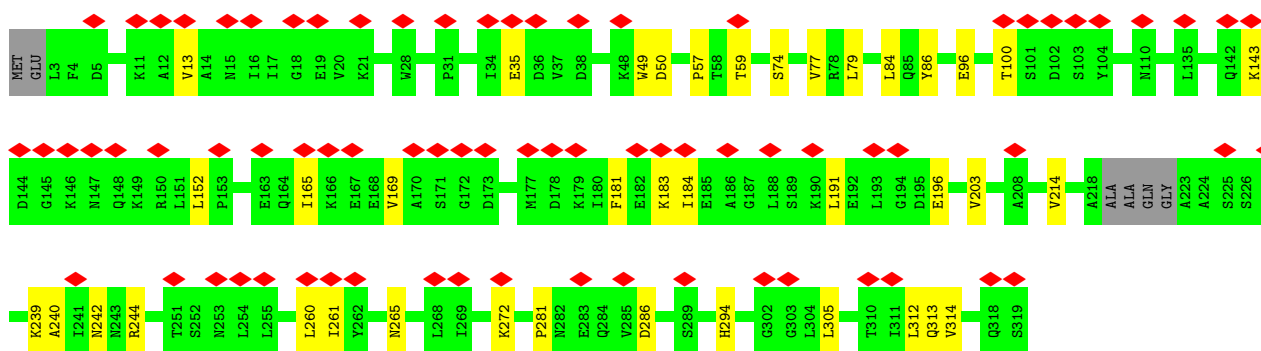 MET GLU L3 F4 D5 K11 A12 V13 A14 N15 I16 I17 G18 E19 V20 K21 W28 P31 I34 E35 D36 V37 D38 K48 W49 D50 P57 T58 T59 S74 V77 R78 L79 L84 Q85 Y86 E96 T100 S101 D102 S103 Y104 N110 L135 Q142 K143
D144 G145 K146 N147 Q148 K149 R150 L151 L152 P153 E163 Q164 I165 K166 E167 E168 V169 A170 S171 G172 D173 M177 D178 K179 I180 F181 E182 K183 I184 E185 A186 G187 L188 S189 K190 L191 E192 L193 G194 D195 E196 V203 A208 V214 A218 ALA ALA GLN GLY A223 A224 S225 S226
K239 A240 I241 N242 N243 R244 T251 S252 N253 L254 L255 L260 I261 Y262 N265 L268 I269 K272 P281 N282 E283 Q284 V285 D286 S289 H294 G302 G303 L304 L305 T310 I311 L312 Q313 V314 Q318 S319